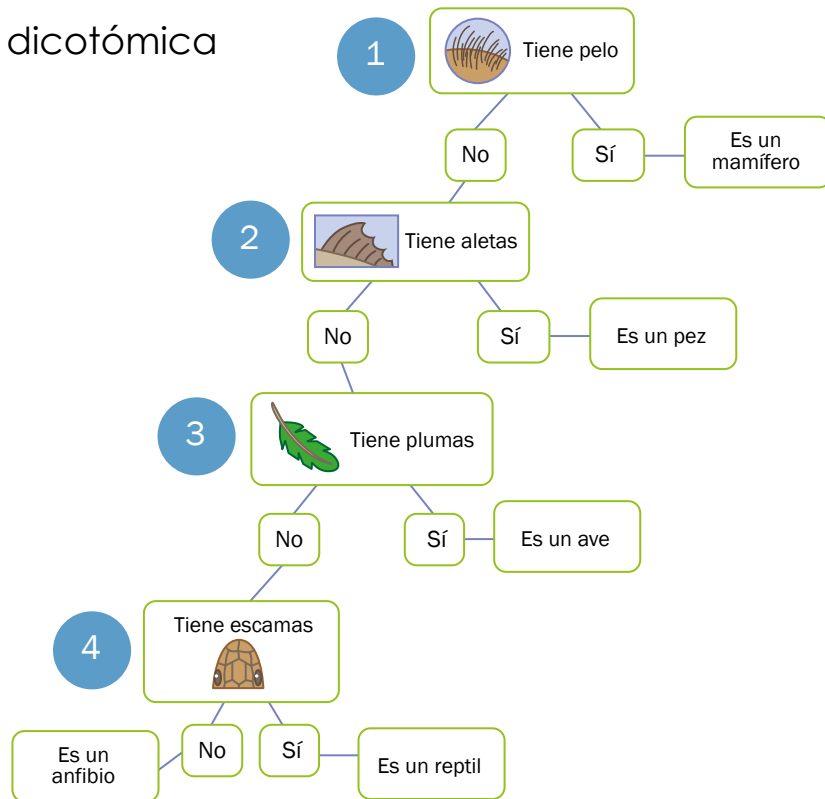 dicotómica
1
Tiene pelo
No
Sí
Es un
mamífero
2
Tiene aletas
No
Sí
Es un pez
3
Tiene plumas
No
Sí
Es un ave
4
Tiene escamas
Es un
anfibio
No
Sí
Es un reptil